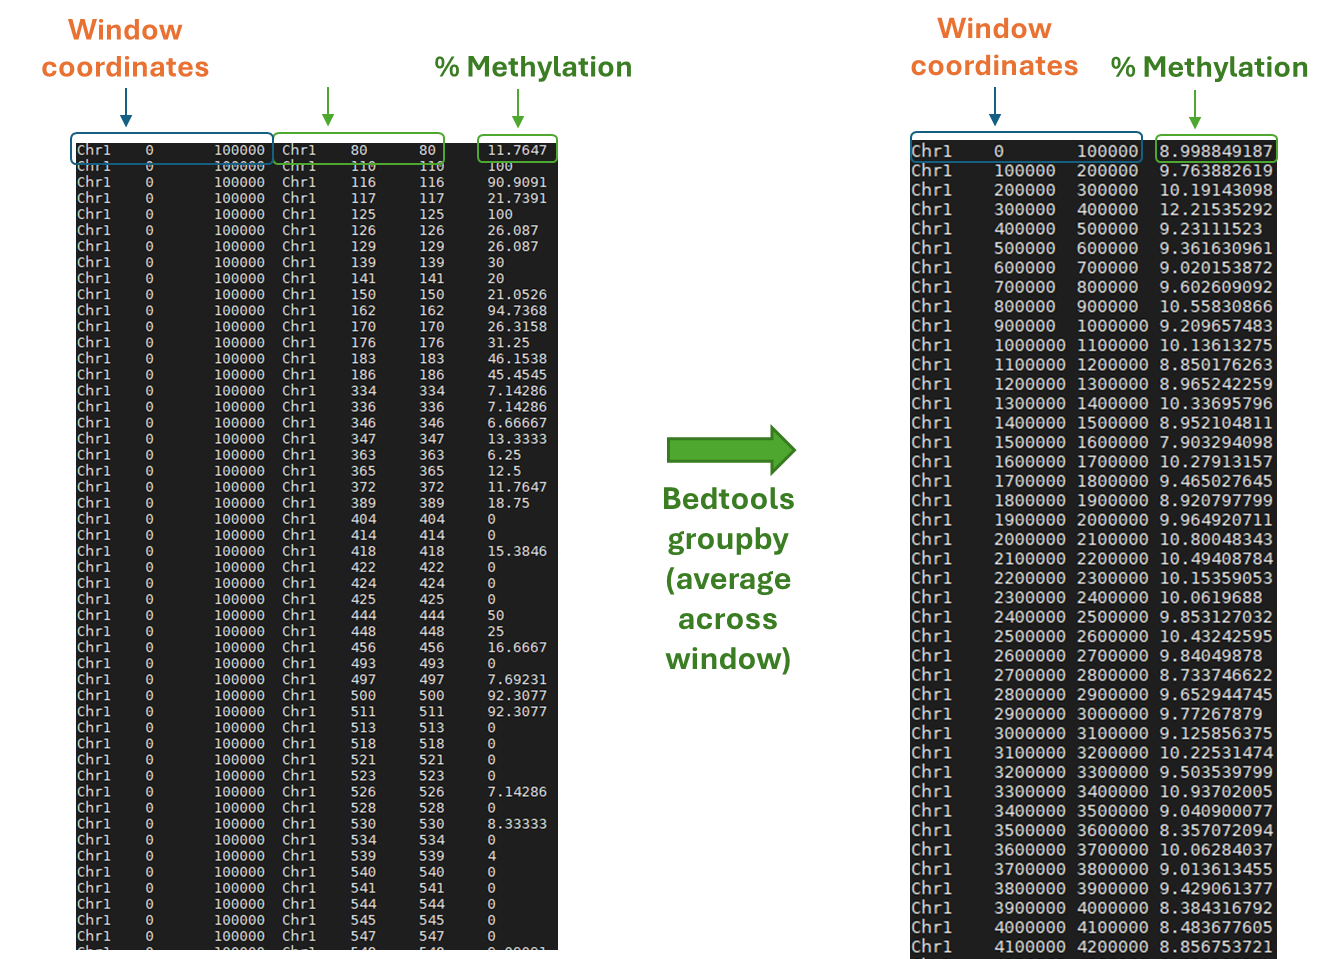 Window
coordinates
% Methylation
Chr1 0 100000 Chr1 80 80 11.7647
Chr1 0 100000 Chr1 110 110 100
Chr1 0 100000 Chr1 116 116 90.9091
Chr1 0 100000 Chr1 117 117 21.7391
Chr1 0 100000 Chr1 125 125 100
Chr1 0 100000 Chr1 126 126 26.087
Chr1 0 100000 Chr1 129 129 26.087
Chr1 0 100000 Chr1 139 139 30
Chr1 0 100000 Chr1 141 141 20
Chr1 0 100000 Chr1 150 150 21.0526
Chr1 0 100000 Chr1 162 162 94.7368
Chr1 0 100000 Chr1 170 170 26.3158
Chr1 0 100000 Chr1 176 176 31.25
Chr1 0 100000 Chr1 183 183 46.1538
Chr1 0 100000 Chr1 186 186 45.4545
Chr1 0 100000 Chr1 334 334 7.14286
Chr1 0 100000 Chr1 336 336 7.14286
Chr1 0 100000 Chr1 346 346 6.66667
Chr1 0 100000 Chr1 347 347 13.3333
Chr1 0 100000 Chr1 363 363 6.25
Chr1 0 100000 Chr1 365 365 12.5
Chr1 0 100000 Chr1 372 372 11.7647
Chr1 0 100000 Chr1 389 389 18.75
Chr1 0 100000 Chr1 404 404 0
Chr1 0 100000 Chr1 414 414 0
Chr1 0 100000 Chr1 418 418 15.3846
Chr1 0 100000 Chr1 422 422 0
Chr1 0 100000 Chr1 424 424 0
Chr1 0 100000 Chr1 425 425 0
Chr1 0 100000 Chr1 444 444 50
Chr1 0 100000 Chr1 448 448 25
Chr1 0 100000 Chr1 456 456 16.6667
Chr1 0 100000 Chr1 493 493 0
Chr1 0 100000 Chr1 497 497 7.69231
Chr1 0 100000 Chr1 500 500 92.3077
Chr1 0 100000 Chr1 511 511 92.3077
Chr1 0 100000 Chr1 513 513 0
Chr1 0 100000 Chr1 518 518 0
Chr1 0 100000 Chr1 521 521 0
Chr1 0 100000 Chr1 523 523 0
Chr1 0 100000 Chr1 526 526 7.14286
Chr1 0 100000 Chr1 528 528 0
Chr1 0 100000 Chr1 530 530 8.33333
Chr1 0 100000 Chr1 534 534 0
Chr1 0 100000 Chr1 539 539 4
Chr1 0 100000 Chr1 540 540 0
Chr1 0 100000 Chr1 541 541 0
Chr1 0 100000 Chr1 544 544 0
Chr1 0 100000 Chr1 545 545 0
Chr1 0 100000 Chr1 547 547 0
Bedtools
groupby
(average
across
window)
Window
coordinates
% Methylation
Chr1 0 100000 8.998849187
Chr1 100000 200000 9.763882619
Chr1 200000 300000 10.19143098
Chr1 300000 400000 12.21535292
Chr1 400000 500000 9.23111523
Chr1 500000 600000 9.361630961
Chr1 600000 700000 9.020153872
Chr1 700000 800000 9.602609092
Chr1 800000 900000 10.55830866
Chr1 900000 1000000 9.209657483
Chr1 1000000 1100000 10.13613275
Chr1 1100000 1200000 8.850176263
Chr1 1200000 1300000 8.965242259
Chr1 1300000 1400000 10.33695796
Chr1 1400000 1500000 8.952104811
Chr1 1500000 1600000 7.903294098
Chr1 1600000 1700000 10.27913157
Chr1 1700000 1800000 9.465027645
Chr1 1800000 1900000 8.920797799
Chr1 1900000 2000000 9.964920711
Chr1 2000000 2100000 10.80048343
Chr1 2100000 2200000 10.49408784
Chr1 2200000 2300000 10.15359053
Chr1 2300000 2400000 10.0619688
Chr1 2400000 2500000 9.853127032
Chr1 2500000 2600000 10.43242595
Chr1 2600000 2700000 9.84049878
Chr1 2700000 2800000 8.733746622
Chr1 2800000 2900000 9.652944745
Chr1 2900000 3000000 9.77267879
Chr1 3000000 3100000 9.125856375
Chr1 3100000 3200000 10.22531474
Chr1 3200000 3300000 9.503539799
Chr1 3300000 3400000 10.93702005
Chr1 3400000 3500000 9.040900077
Chr1 3500000 3600000 8.357072094
Chr1 3600000 3700000 10.06284037
Chr1 3700000 3800000 9.013613455
Chr1 3800000 3900000 9.429061377
Chr1 3900000 4000000 8.384316792
Chr1 4000000 4100000 8.483677605
Chr1 4100000 4200000 8.856753721